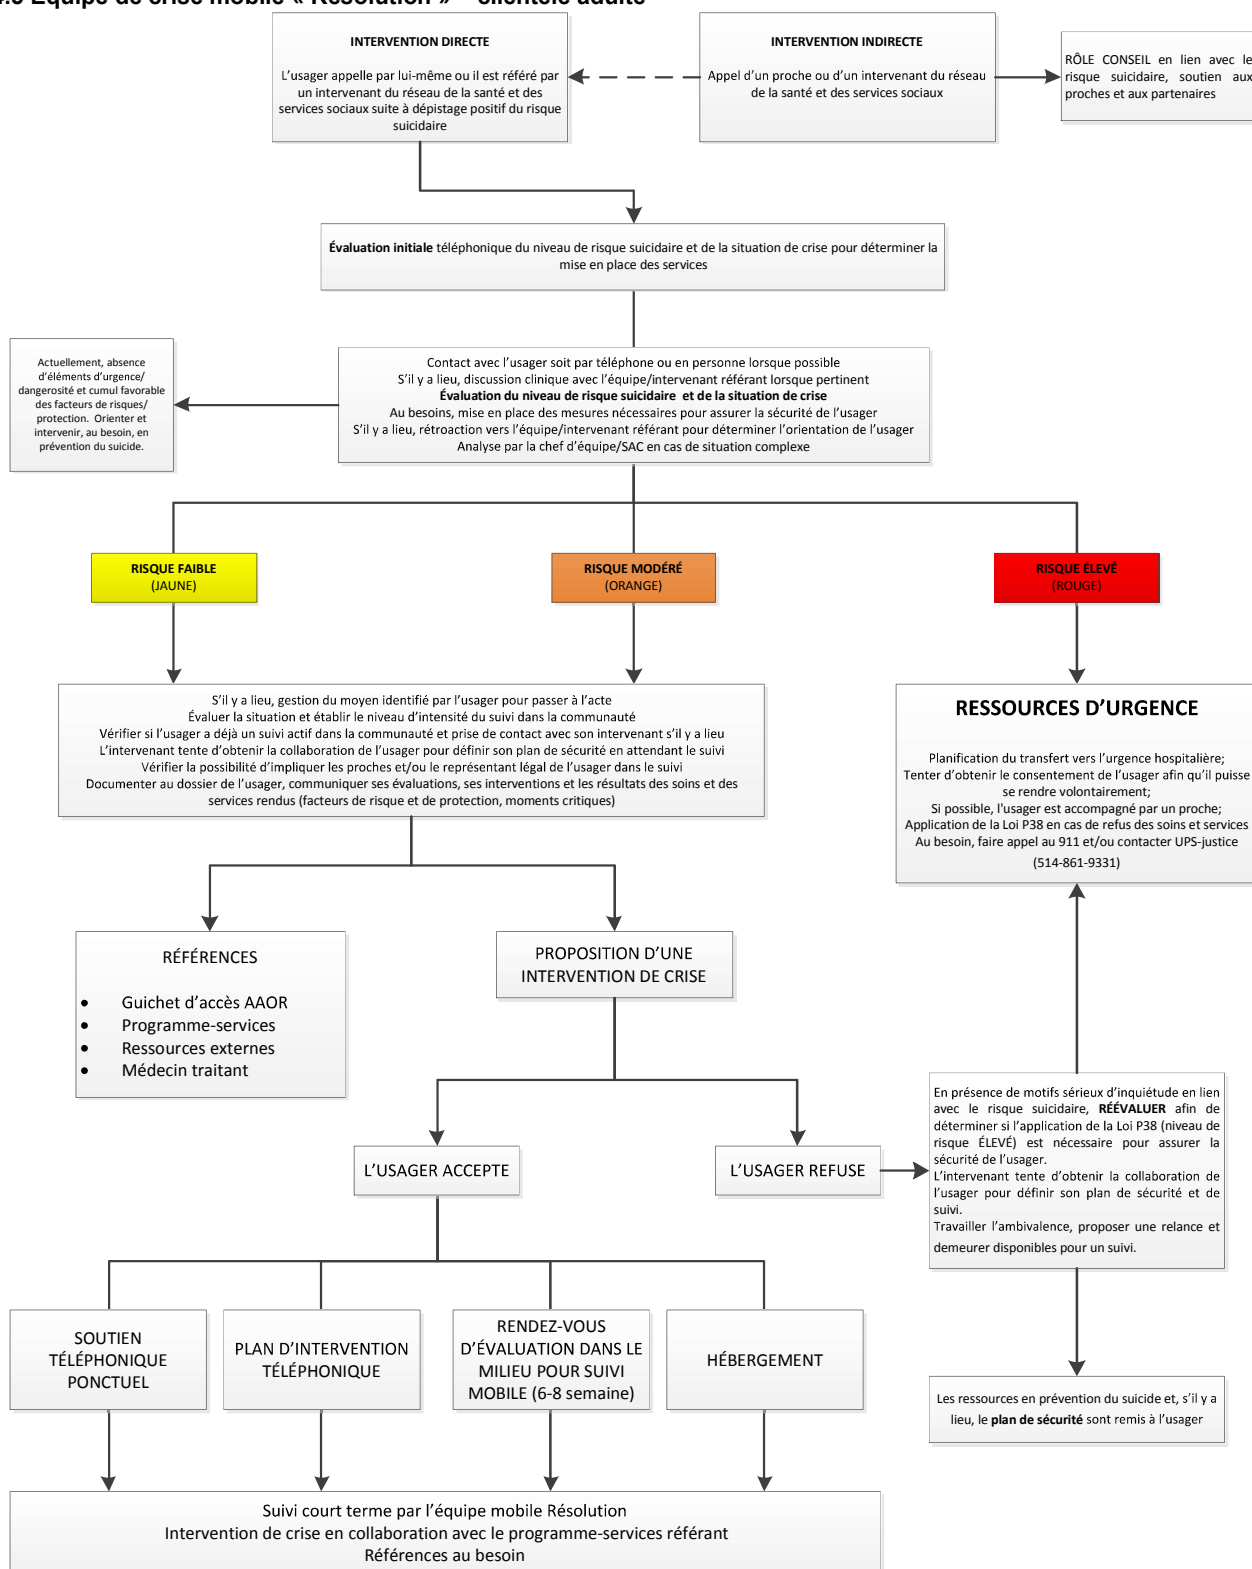 4.6 Équipe de crise mobile « Résolution » – clientèle adulte
INTERVENTION DIRECTE
L'usager appelle par lui-même ou il est référé par
un intervenant du réseau de la santé et des
services sociaux suite à dépistage positif du risque
suicidaire
INTERVENTION INDIRECTE
Appel d'un proche ou d'un intervenant du réseau
de la santé et des services sociaux
RÔLE CONSEIL en lien avec le
risque suicidaire, soutien aux
proches et aux partenaires
Évaluation initiale téléphonique du niveau de risque suicidaire et de la situation de crise pour déterminer la
mise en place des services
Actuellement, absence
d'éléments d'urgence/
dangerosité et cumul favorable
des facteurs de risques/
protection. Orienter et
intervenir, au besoin, en
prévention du suicide.
Contact avec l'usager soit par téléphone ou en personne lorsque possible
S'il y a lieu, discussion clinique avec l'équipe/intervenant référant lorsque pertinent
Évaluation du niveau de risque suicidaire et de la situation de crise
Au besoins, mise en place des mesures nécessaires pour assurer la sécurité de l'usager
S'il y a lieu, rétroaction vers l'équipe/intervenant référant pour déterminer l'orientation de l'usager
Analyse par la chef d'équipe/SAC en cas de situation complexe
RISQUE FAIBLE
(JAUNE)
RISQUE MODÉRÉ
(ORANGE)
RISQUE ÉLEVÉ
(ROUGE)
S'il y a lieu, gestion du moyen identifié par l'usager pour passer à l'acte
Évaluer la situation et établir le niveau d'intensité du suivi dans la communauté
Vérifier si l'usager a déjà un suivi actif dans la communauté et prise de contact avec son intervenant s'il y a lieu
L'intervenant tente d'obtenir la collaboration de l'usager pour définir son plan de sécurité en attendant le suivi
Vérifier la possibilité d'impliquer les proches et/ou le représentant légal de l'usager dans le suivi
Documenter au dossier de l'usager, communiquer ses évaluations, ses interventions et les résultats des soins et des
services rendus (facteurs de risque et de protection, moments critiques)
RESSOURCES D'URGENCE
Planification du transfert vers l'urgence hospitalière;
Tenter d'obtenir le consentement de l'usager afin qu'il puisse
se rendre volontairement;
Si possible, l'usager est accompagné par un proche;
Application de la Loi P38 en cas de refus des soins et services
Au besoin, faire appel au 911 et/ou contacter UPS-justice
(514-861-9331)
RÉFÉRENCES
• Guichet d'accès AAOR
• Programme-services
• Ressources externes
• Médecin traitant
PROPOSITION D'UNE
INTERVENTION DE CRISE
L'USAGER ACCEPTE
L'USAGER REFUSE
En présence de motifs sérieux d'inquiétude en lien
avec le risque suicidaire, RÉÉVALUER afin de
déterminer si l'application de la Loi P38 (niveau de
risque ÉLEVÉ) est nécessaire pour assurer la
sécurité de l'usager.
L'intervenant tente d'obtenir la collaboration de
l'usager pour définir son plan de sécurité et de
suivi.
Travailler l'ambivalence, proposer une relance et
demeurer disponibles pour un suivi.
SOUTIEN
TÉLÉPHONIQUE
PONCTUEL
PLAN D'INTERVENTION
TÉLÉPHONIQUE
RENDEZ-VOUS
D'ÉVALUATION DANS LE
MILIEU POUR SUIVI
MOBILE (6-8 semaine)
HÉBERGEMENT
Les ressources en prévention du suicide et, s'il y a
lieu, le plan de sécurité sont remis à l'usager
Suivi court terme par l'équipe mobile Résolution
Intervention de crise en collaboration avec le programme-services référant
Références au besoin